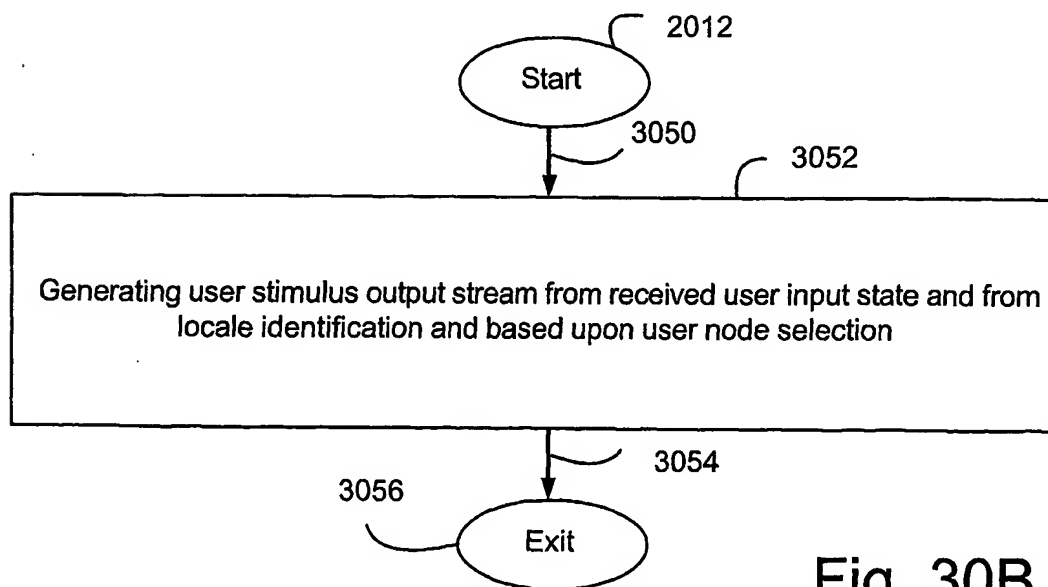 2012
Start
3050
3052
Generating user stimulus output stream from received user input state and from
locale identification and based upon user node selection
3054
3056
Exit
Fig. 30B